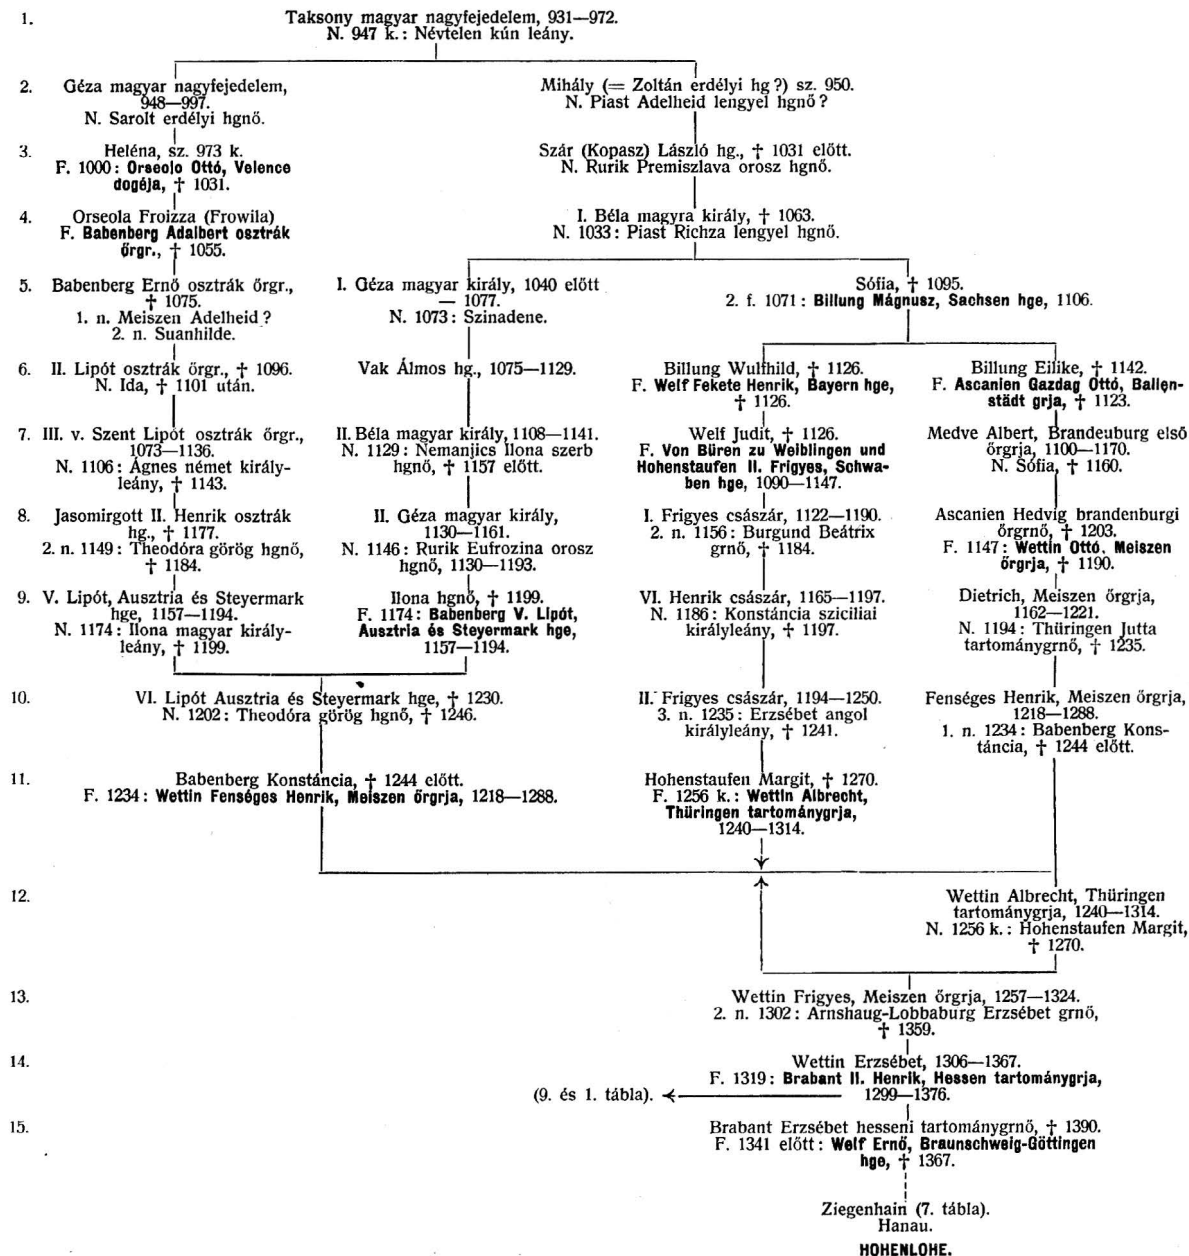 1.
Taksony magyar nagyfejedelem, 931—972.
N. 947 k.: Névtelen kún leány.
2.
Géza magyar nagyfejedelem,
948—997.
N. Sarolt erdélyi hgnő.
Mihály (= Zoltán erdélyi hg?) sz. 950.
N. Piast Adelheid lengyel hgnő?
3.
Heléna, sz. 973 k.
F. 1000: Orseolo Ottó, Velence
dogéja, † 1031.
Szár (Kopasz) László hg., † 1031 előtt.
N. Rurik Premiszlava orosz hgnő.
4.
Orseola Froizza (Frowila)
F. Babenberg Adalbert osztrák
őrgr., † 1055.
I. Béla magyra király, † 1063.
N. 1033: Piast Richza lengyel hgnő.
5.
Babenberg Ernő osztrák őrgr.,
† 1075.
1. n. Meiszen Adelheid?
2. n. Suanhilde.
I. Géza magyar király, 1040 előtt
— 1077.
N. 1073: Szinadene.
Sófia, † 1095.
2. f. 1071: Billung Mágnusz, Sachsen hge, 1106.
6.
II. Lipót osztrák őrgr., † 1096.
N. Ida, † 1101 után.
Vak Álmos hg., 1075—1129.
Billung Wulfhild, † 1126.
F. Welf Fekete Henrik, Bayern hge,
† 1126.
Billung Eilike, † 1142.
F. Ascanien Gazdag Ottó, Ballen-
städt grja, † 1123.
7.
III. v. Szent Lipót osztrák őrgr.,
1073—1136.
N. 1106: Ágnes német király-
leány, † 1143.
II. Béla magyar király, 1108—1141.
N. 1129: Nemanjics Ilona szerb
hgnő, † 1157 előtt.
Welf Judit, † 1126.
F. Von Büren zu Weiblingen und
Hohenstaufen II. Frigyes, Schwa-
ben hge, 1090—1147.
Medve Albert, Brandeuburg első
őrgrja, 1100—1170.
N. Sófia, † 1160.
8.
Jasomirgott II. Henrik osztrák
hg., † 1177.
2. n. 1149: Theodóra görög hgnő,
† 1184.
II. Géza magyar király,
1130—1161.
N. 1146: Rurik Eufrozina orosz
hgnő, 1130—1193.
I. Frigyes császár, 1122—1190.
2. n. 1156: Burgund Beátrix
grnő, † 1184.
Ascanien Hedvig brandenburgi
őrgrnő, † 1203.
F. 1147: Wettin Ottó, Meiszen
őrgrja, † 1190.
9.
V. Lipót, Ausztria és Steyermark
hge, 1157—1194.
N. 1174: Ilona magyar király-
leány, † 1199.
Ilona hgnő, † 1199.
F. 1174: Babenberg V. Lipót,
Ausztria és Steyermark hge,
1157—1194.
VI. Henrik császár, 1165—1197.
N. 1186: Konstáncia sziciliai
királyleány, † 1197.
Dietrich, Meiszen őrgrja,
1162—1221.
N. 1194: Thüringen Jutta
tartománygrnő, † 1235.
10.
VI. Lipót Ausztria és Steyermark hge, † 1230.
N. 1202: Theodóra görög hgnő, † 1246.
II. Frigyes császár, 1194—1250.
3. n. 1235: Erzsébet angol
királyleány, † 1241.
Fenséges Henrik, Meiszen őrgrja,
1218—1288.
1. n. 1234: Babenberg Kons-
táncia, † 1244 előtt.
11.
Babenberg Konstáncia, † 1244 előtt.
F. 1234: Wettin Fenséges Henrik, Meiszen őrgrja, 1218—1288.
Hohenstaufen Margit, † 1270.
F. 1256 k.: Wettin Albrecht,
Thüringen tartománygrja,
1240—1314.
12.
Wettin Albrecht, Thüringen
tartománygrja, 1240—1314.
N. 1256 k.: Hohenstaufen Margit,
† 1270.
13.
Wettin Frigyes, Meiszen őrgrja, 1257—1324.
2. n. 1302: Arnshaug-Lobbaburg Erzsébet grnő,
† 1359.
14.
Wettin Erzsébet, 1306—1367.
F. 1319: Brabant II. Henrik, Hessen tartománygrja,
1299—1376.
(9. és 1. tábla).
15.
Brabant Erzsébet hesseni tartománygrnő, † 1390.
F. 1341 előtt: Welf Ernő, Braunschweig-Göttingen
hge, † 1367.
Ziegenhain (7. tábla).
Hanau.
HOHENLOHE.